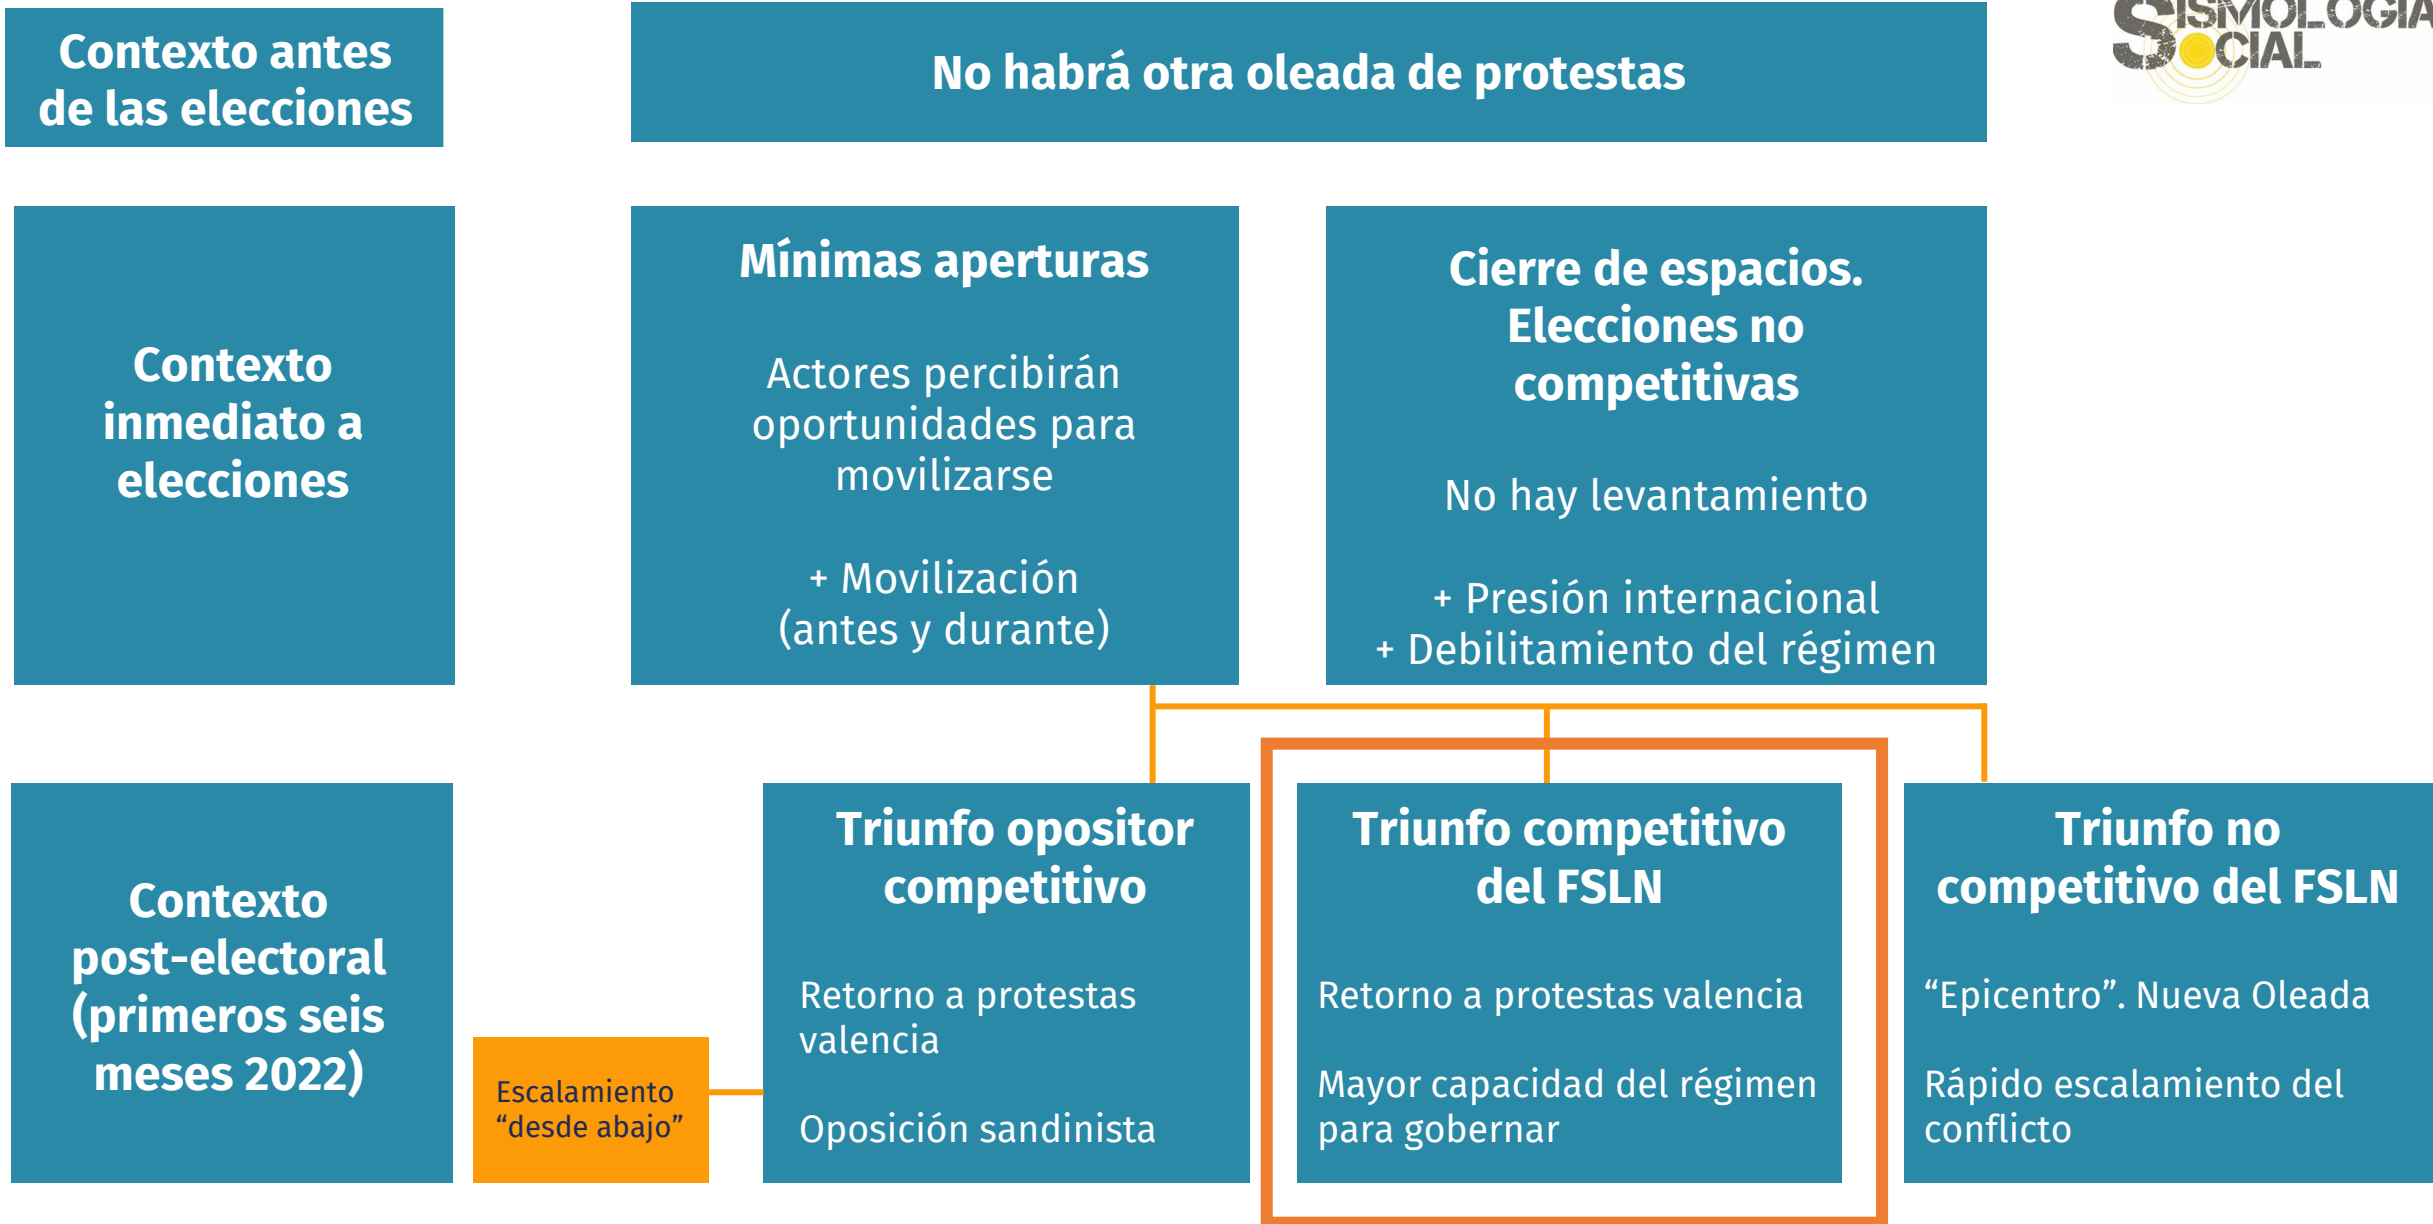 Contexto antes
de las elecciones
No habrá otra oleada de protestas
SISMOLOGÍA
SOCIAL
Contexto
inmediato a
elecciones
Mínimas aperturas
Actores percibirán
oportunidades para
movilizarse
+ Movilización
(antes y durante)
Cierre de espacios.
Elecciones no
competitivas
No hay levantamiento
+ Presión internacional
+ Debilitamiento del régimen
Contexto
post-electoral
(primeros seis
meses 2022)
Escalamiento
“desde abajo”
Triunfo opositor
competitivo
Retorno a protestas
valencia
Oposición sandinista
Triunfo competitivo
del FSLN
Retorno a protestas valencia
Mayor capacidad del régimen
para gobernar
Triunfo no
competitivo del FSLN
“Epicentro”. Nueva Oleada
Rápido escalamiento del
conflicto